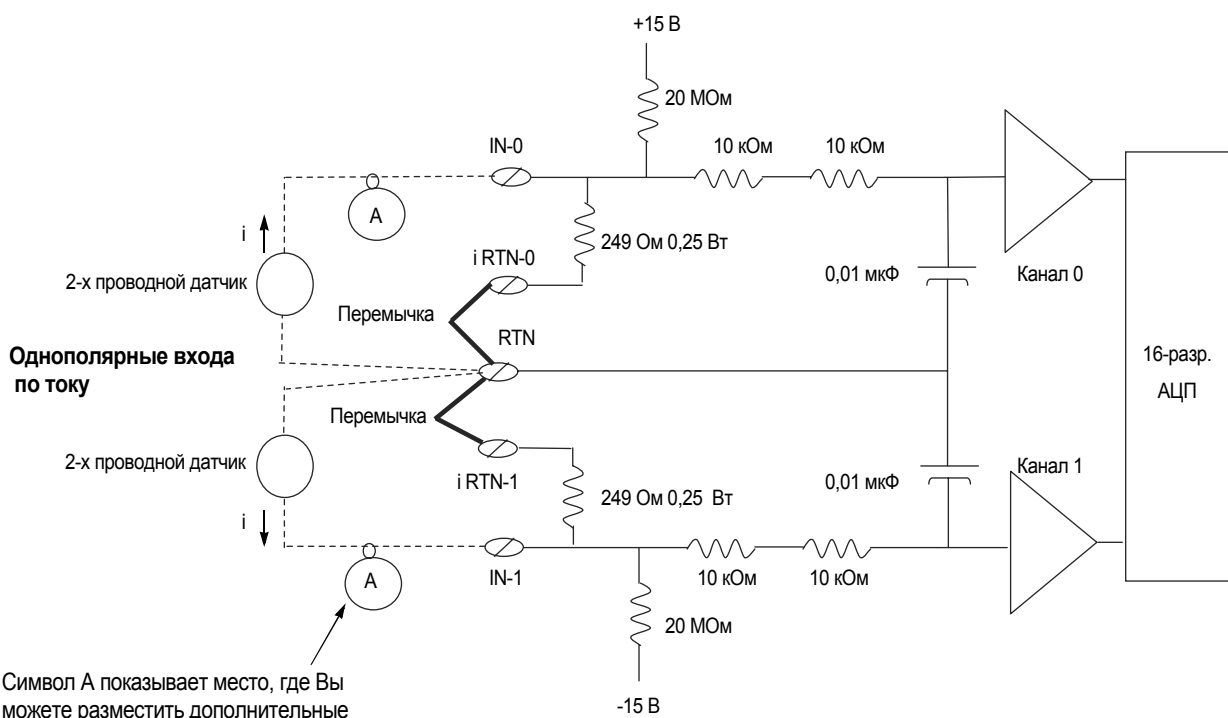 +15 В
20 МОм
IN-0
10 кОм
10 кОм
A
i
249 Ом 0,25 Вт
i RTN-0
2-х проводной датчик
0,01 мкФ
Канал 0
Перемычка
RTN
Однополярные входа
по току
16-разр.
АЦП
Перемычка
2-х проводной датчик
i RTN-1
Канал 1
0,01 мкФ
249 Ом 0,25 Вт
i
IN-1
A
10 кОм
10 кОм
20 МОм
Символ А показывает место, где Вы
можете разместить дополнительные
-15 В